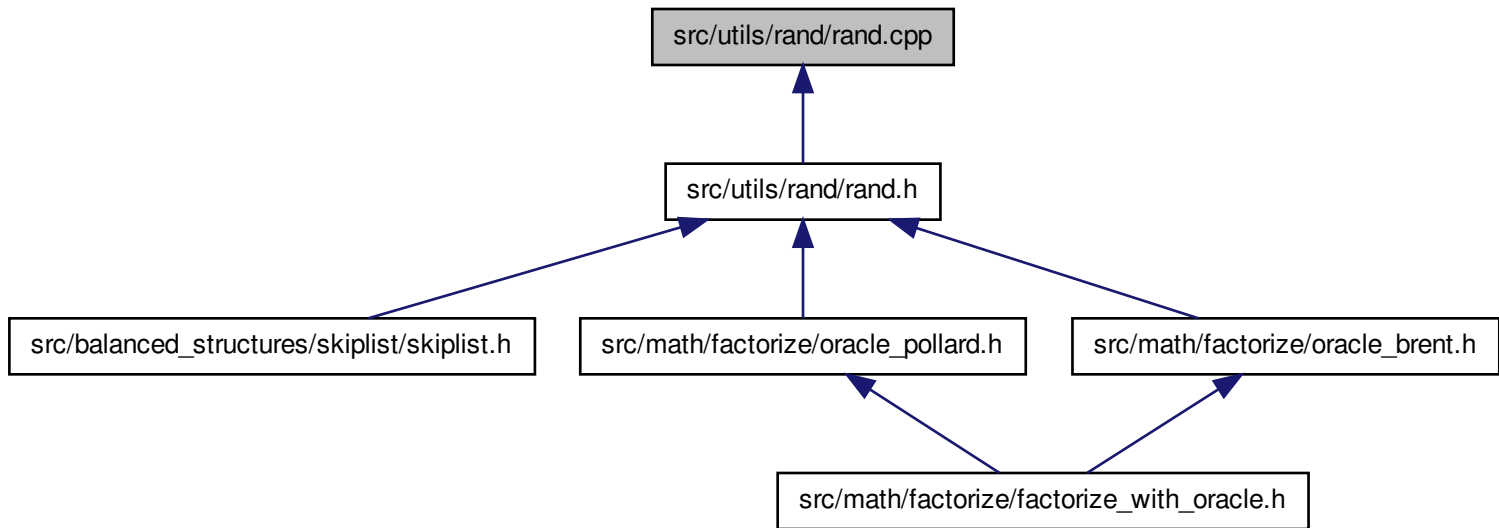 src/utils/rand/rand.cpp
src/utils/rand/rand.h
src/balanced_structures/skiplist/skiplist.h
src/math/factorize/oracle_pollard.h
src/math/factorize/oracle_brent.h
src/math/factorize/factorize_with_oracle.h